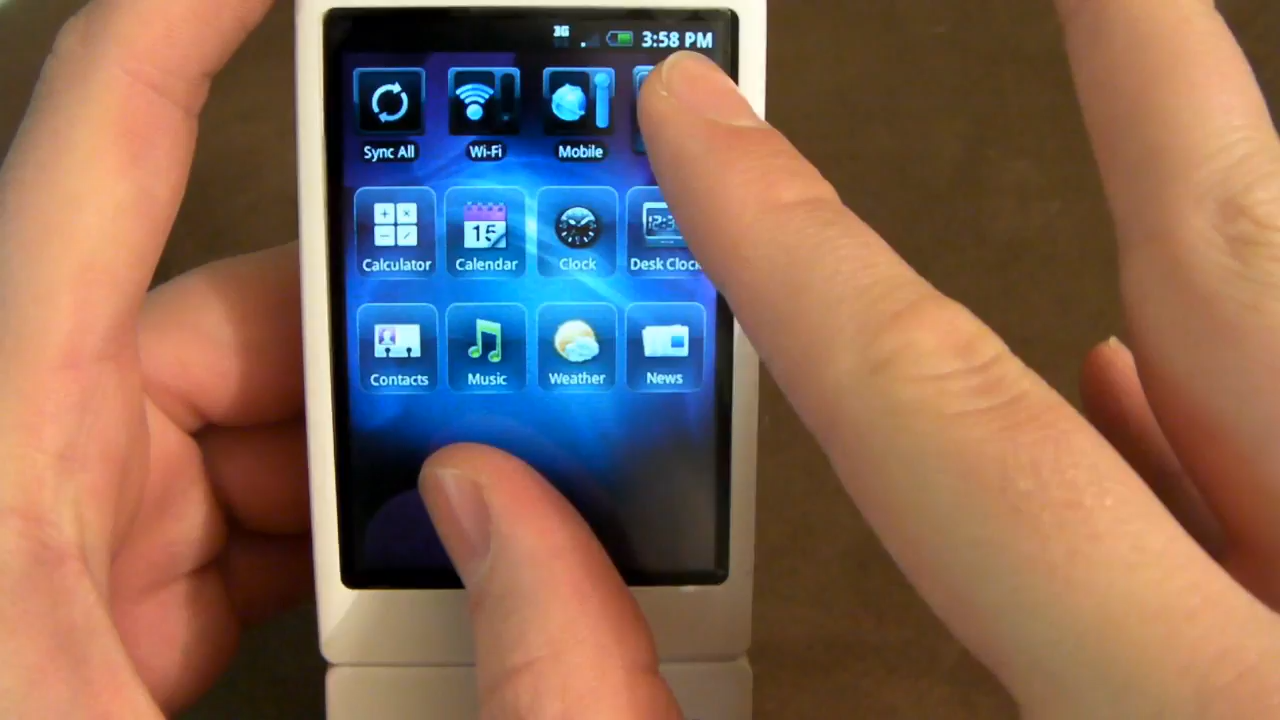 3G 3:58 PM
Sync All Wi-Fi Mobile
15
Calculator Calendar Clock Desk Clock
Contacts Music Weather News